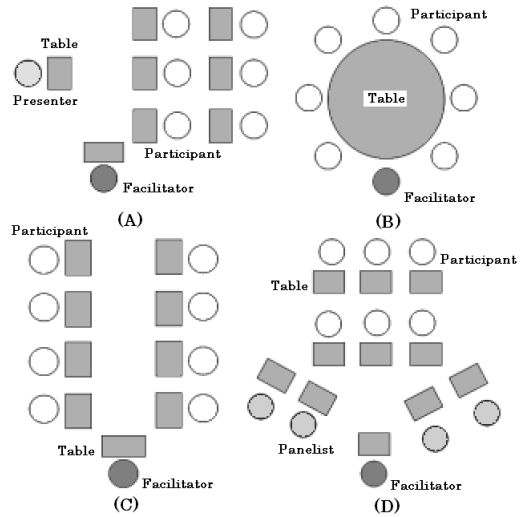 Table
Presenter
Participant
Facilitator
(A)
Participant
Table
Facilitator
(B)
Participant
Table
Facilitator
(C)
Participant
Table
Panelist
Facilitator
(D)